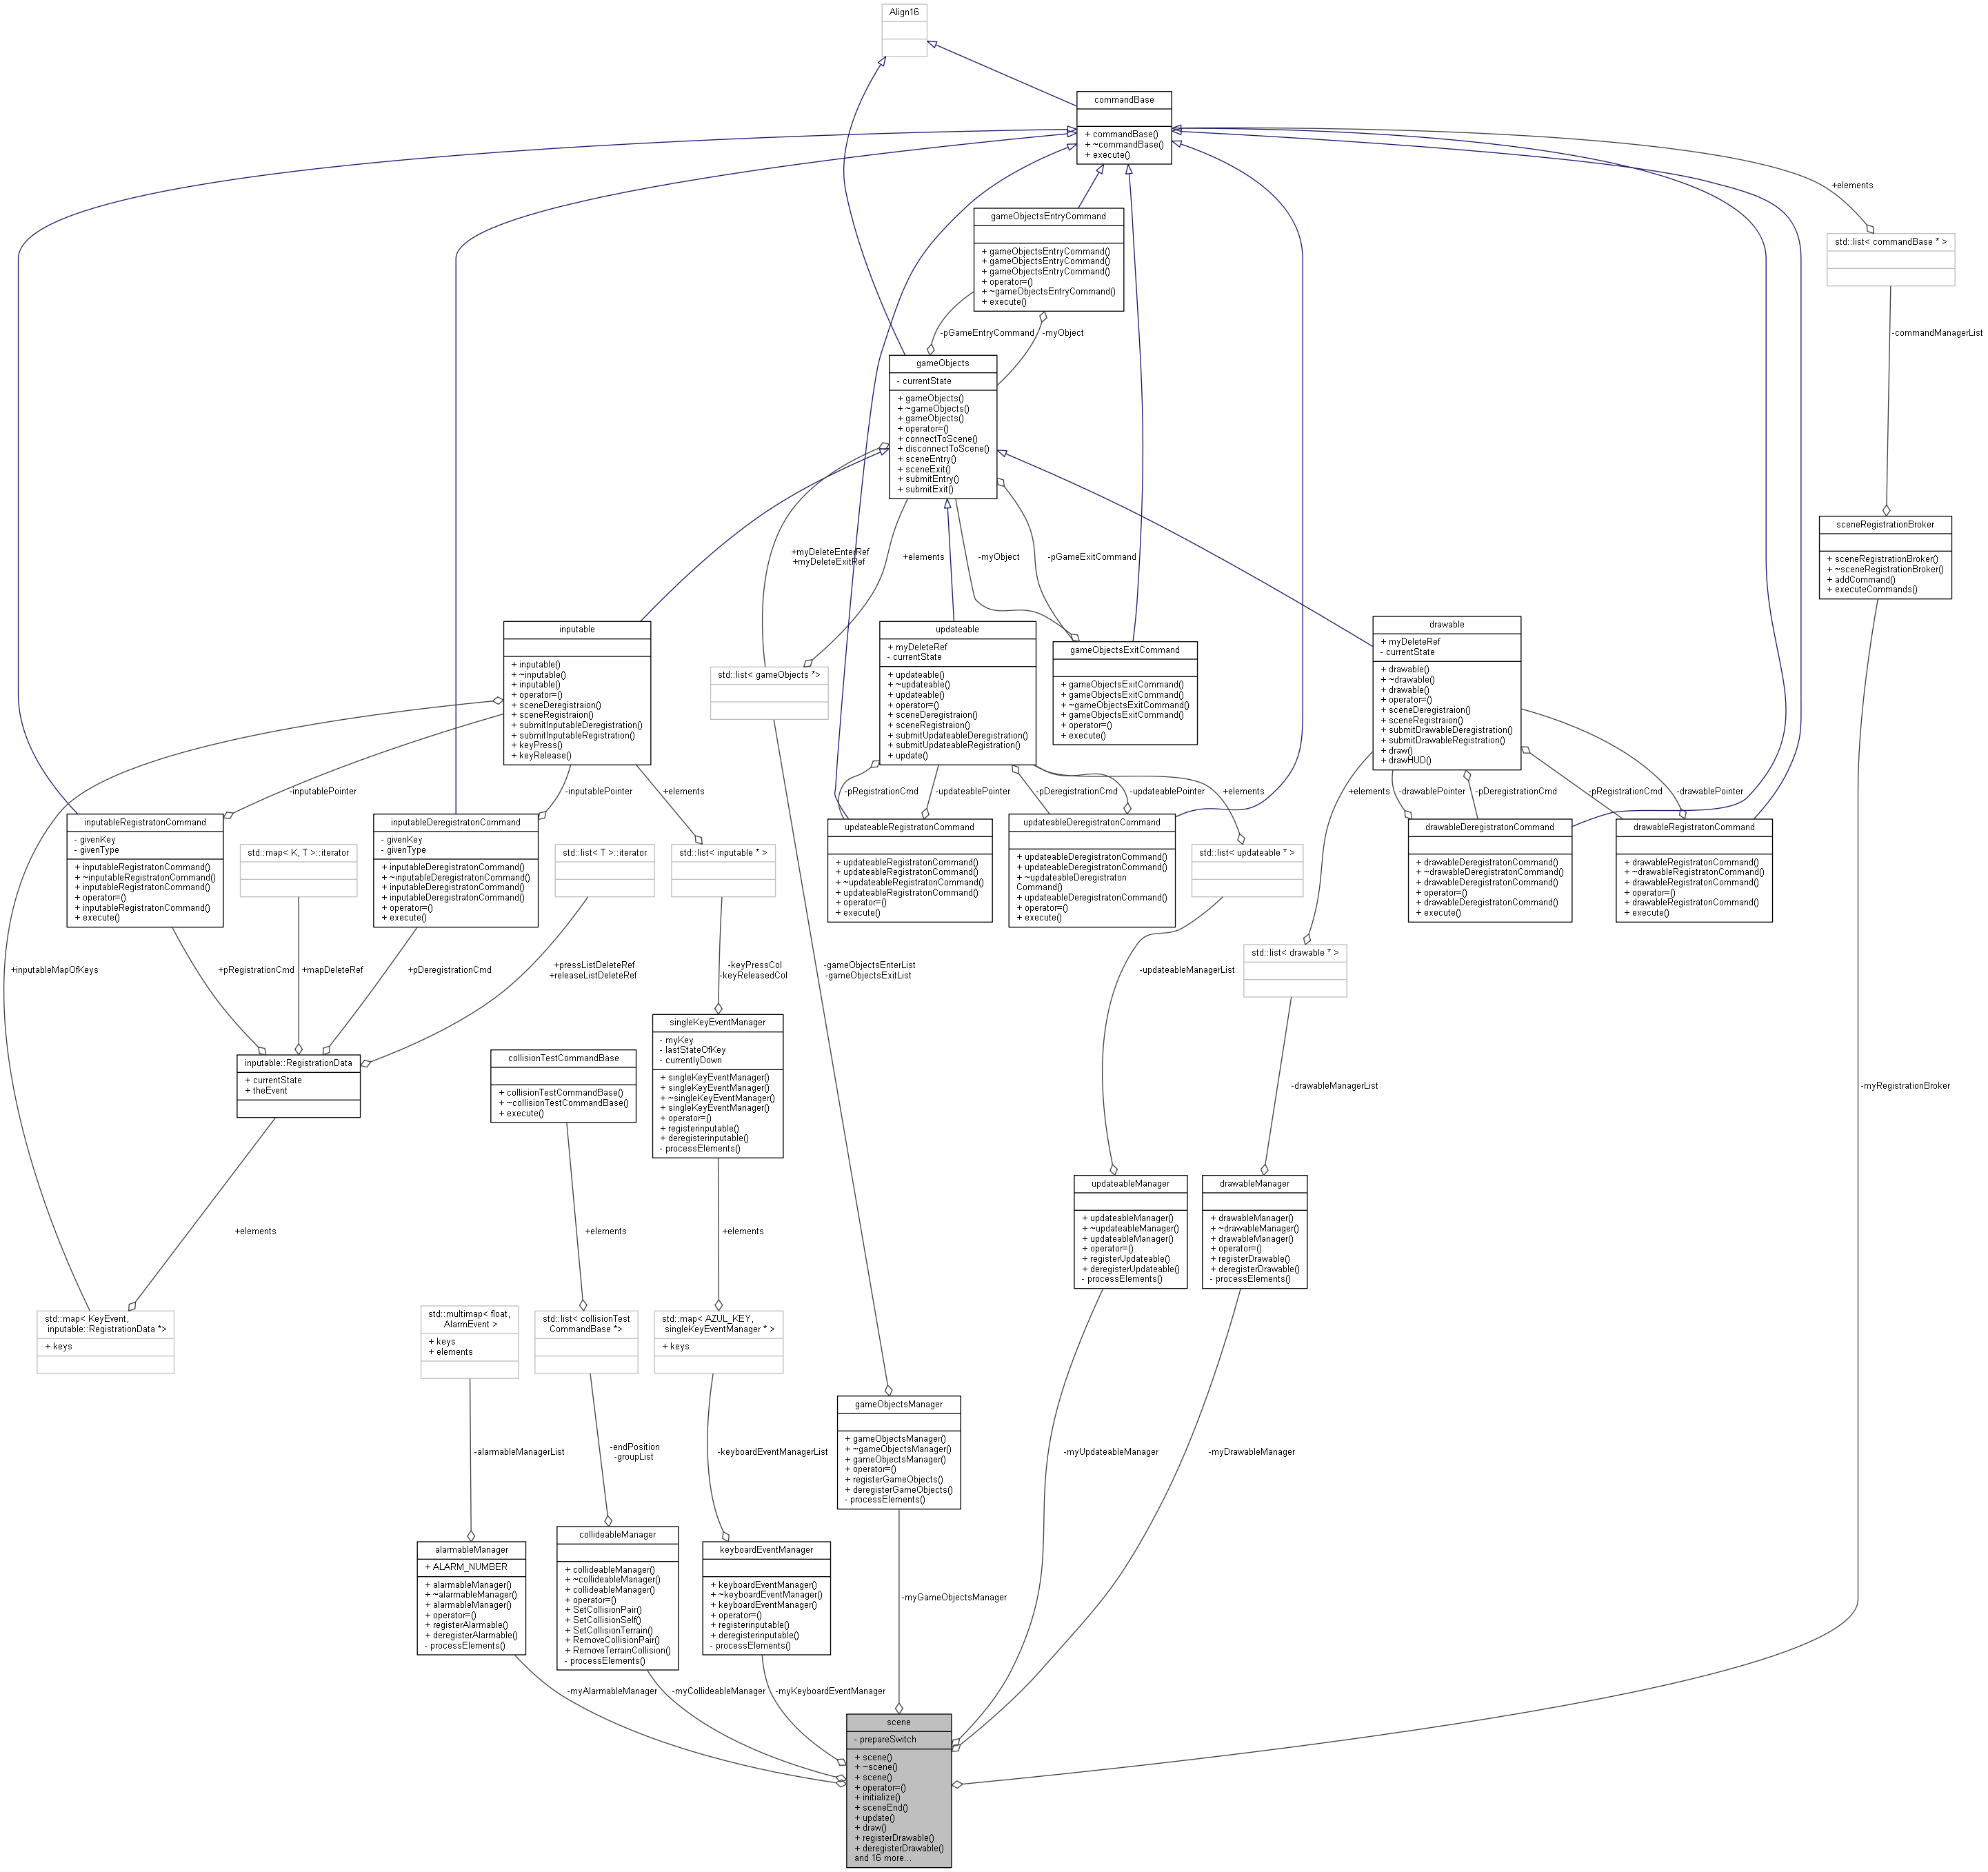 Align16
commandBase
+ commandBase()
+ ~commandBase()
+ execute()
+elements
gameObjectsEntryCommand
+ gameObjectsEntryCommand()
+ gameObjectsEntryCommand()
+ gameObjectsEntryCommand()
+ operator=()
+ ~gameObjectsEntryCommand()
+ execute()
std::list< commandBase * >
-pGameEntryCommand
-myObject
-commandManagerList
gameObjects
- currentState
+ gameObjects()
+ ~gameObjects()
+ gameObjects()
+ operator=()
+ connectToScene()
+ disconnectToScene()
+ sceneEntry()
+ sceneExit()
+ submitEntry()
+ submitExit()
sceneRegistrationBroker
+ sceneRegistrationBroker()
+ ~sceneRegistrationBroker()
+ addCommand()
+ executeCommands()
+myDeleteEnterRef
+myDeleteExitRef
+elements
-myObject
-pGameExitCommand
inputable
+ inputable()
+ ~inputable()
+ inputable()
+ operator=()
+ sceneDeregistraion()
+ sceneRegistraion()
+ submitInputableDeregistration()
+ submitInputableRegistration()
+ keyPress()
+ keyRelease()
std::list< gameObjects *>
updateable
+ myDeleteRef
- currentState
+ updateable()
+ ~updateable()
+ updateable()
+ operator=()
+ sceneDeregistraion()
+ sceneRegistraion()
+ submitUpdateableDeregistration()
+ submitUpdateableRegistration()
+ update()
gameObjectsExitCommand
+ gameObjectsExitCommand()
+ gameObjectsExitCommand()
+ ~gameObjectsExitCommand()
+ gameObjectsExitCommand()
+ operator=()
+ execute()
drawable
+ myDeleteRef
- currentState
+ drawable()
+ ~drawable()
+ drawable()
+ operator=()
+ sceneDeregistraion()
+ sceneRegistraion()
+ submitDrawableDeregistration()
+ submitDrawableRegistration()
+ draw()
+ drawHUD()
-inputablePointer
-inputablePointer
+elements
-pRegistrationCmd
-updateablePointer
-pDeregistrationCmd
-updateablePointer
+elements
+elements
-drawablePointer
-pDeregistrationCmd
-pRegistrationCmd
-drawablePointer
inputableRegistratonCommand
- givenKey
- givenType
+ inputableRegistratonCommand()
+ ~inputableRegistratonCommand()
+ inputableRegistratonCommand()
+ operator=()
+ inputableRegistratonCommand()
+ execute()
std::map< K, T >::iterator
inputableDeregistratonCommand
- givenKey
- givenType
+ inputableDeregistratonCommand()
+ ~inputableDeregistratonCommand()
+ inputableDeregistratonCommand()
+ inputableDeregistratonCommand()
+ operator=()
+ execute()
std::list< T >::iterator
std::list< inputable * >
updateableRegistratonCommand
+ updateableRegistratonCommand()
+ updateableRegistratonCommand()
+ ~updateableRegistratonCommand()
+ updateableRegistratonCommand()
+ operator=()
+ execute()
updateableDeregistratonCommand
+ updateableDeregistratonCommand()
+ updateableDeregistratonCommand()
+ ~updateableDeregistraton
Command()
+ updateableDeregistratonCommand()
+ operator=()
+ execute()
std::list< updateable * >
drawableDeregistratonCommand
+ drawableDeregistratonCommand()
+ ~drawableDeregistratonCommand()
+ drawableDeregistratonCommand()
+ operator=()
+ drawableDeregistratonCommand()
+ execute()
drawableRegistratonCommand
+ drawableRegistratonCommand()
+ ~drawableRegistratonCommand()
+ drawableRegistratonCommand()
+ operator=()
+ drawableRegistratonCommand()
+ execute()
std::list< drawable * >
+inputableMapOfKeys
+pRegistrationCmd
+mapDeleteRef
+pDeregistrationCmd
+pressListDeleteRef
+releaseListDeleteRef
-keyPressCol
-keyReleasedCol
-gameObjectsEnterList
-gameObjectsExitList
-updateableManagerList
inputable::RegistrationData
+ currentState
+ theEvent
collisionTestCommandBase
+ collisionTestCommandBase()
+ ~collisionTestCommandBase()
+ execute()
singleKeyEventManager
- myKey
- lastStateOfKey
- currentlyDown
+ singleKeyEventManager()
+ singleKeyEventManager()
+ ~singleKeyEventManager()
+ singleKeyEventManager()
+ operator=()
+ registerinputable()
+ deregisterinputable()
- processElements()
-drawableManagerList
-myRegistrationBroker
+elements
+elements
+elements
updateableManager
+ updateableManager()
+ ~updateableManager()
+ updateableManager()
+ operator=()
+ registerUpdateable()
+ deregisterUpdateable()
- processElements()
drawableManager
+ drawableManager()
+ ~drawableManager()
+ drawableManager()
+ operator=()
+ registerDrawable()
+ deregisterDrawable()
- processElements()
std::map< KeyEvent,
inputable::RegistrationData *>
+ keys
std::multimap< float,
AlarmEvent >
+ keys
+ elements
std::list< collisionTest
CommandBase *>
std::map< AZUL_KEY,
singleKeyEventManager * >
+ keys
-alarmableManagerList
-endPosition
-groupList
-keyboardEventManagerList
gameObjectsManager
+ gameObjectsManager()
+ ~gameObjectsManager()
+ gameObjectsManager()
+ operator=()
+ registerGameObjects()
+ deregisterGameObjects()
- processElements()
-myUpdateableManager
-myDrawableManager
alarmableManager
+ ALARM_NUMBER
+ alarmableManager()
+ ~alarmableManager()
+ alarmableManager()
+ operator=()
+ registerAlarmable()
+ deregisterAlarmable()
- processElements()
collideableManager
+ collideableManager()
+ ~collideableManager()
+ collideableManager()
+ operator=()
+ SetCollisionPair()
+ SetCollisionSelf()
+ SetCollisionTerrain()
+ RemoveCollisionPair()
+ RemoveTerrainCollision()
- processElements()
keyboardEventManager
+ keyboardEventManager()
+ ~keyboardEventManager()
+ keyboardEventManager()
+ operator=()
+ registerinputable()
+ deregisterinputable()
- processElements()
-myGameObjectsManager
-myAlarmableManager
-myCollideableManager
-myKeyboardEventManager
scene
- prepareSwitch
+ scene()
+ ~scene()
+ scene()
+ operator=()
+ initialize()
+ sceneEnd()
+ update()
+ draw()
+ registerDrawable()
+ deregisterDrawable()
and 16 more...